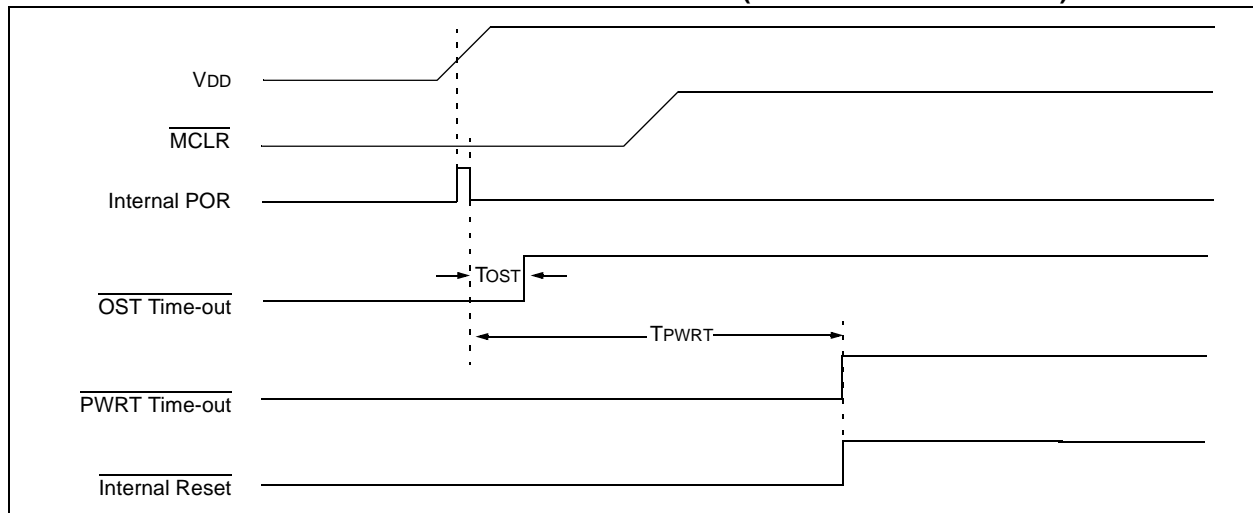 VDD
MCLR
Internal POR
TOST
OST Time-out
TPWRT
PWRT Time-out
Internal Reset